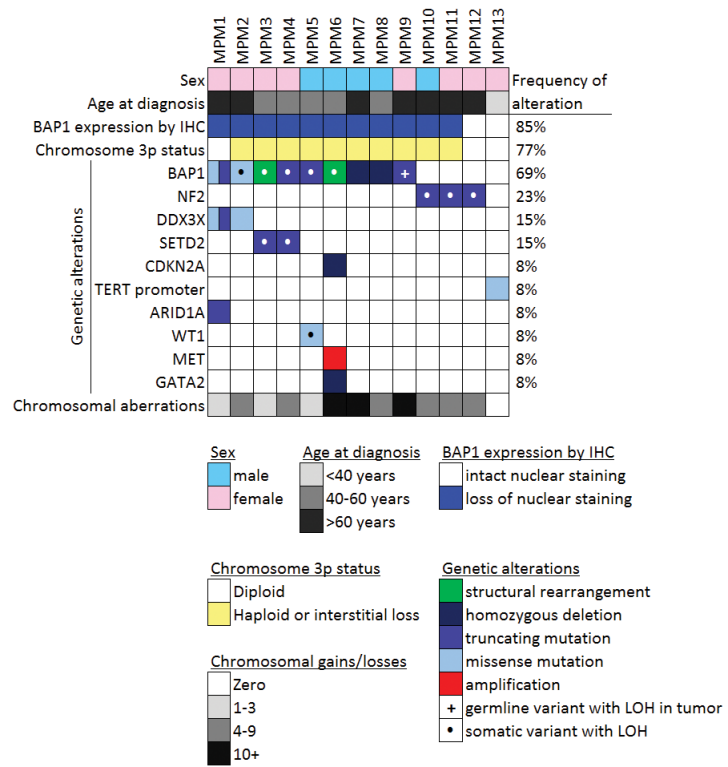 MPM1 MPM2 MPM3 MPM4 MPM5 MPM6 MPM7 MPM8 MPM9 MPM10 MPM11 MPM12 MPM13
Sex Frequency of
Age at diagnosis alteration
BAP1 expression by IHC 85%
Chromosome 3p status 77%
Genetic alterations
BAP1 + 69%
NF2 23%
DDX3X 15%
SETD2 15%
CDKN2A 8%
TERT promoter 8%
ARID1A 8%
WT1 8%
MET 8%
GATA2 8%
Chromosomal aberrations
Sex
male
female
Age at diagnosis
<40 years
40-60 years
>60 years
BAP1 expression by IHC
intact nuclear staining
loss of nuclear staining
Chromosome 3p status
Diploid
Haploid or interstitial loss
Chromosomal gains/losses
Zero
1-3
4-9
10+
Genetic alterations
structural rearrangement
homozygous deletion
truncating mutation
missense mutation
amplification
+ germline variant with LOH in tumor
• somatic variant with LOH